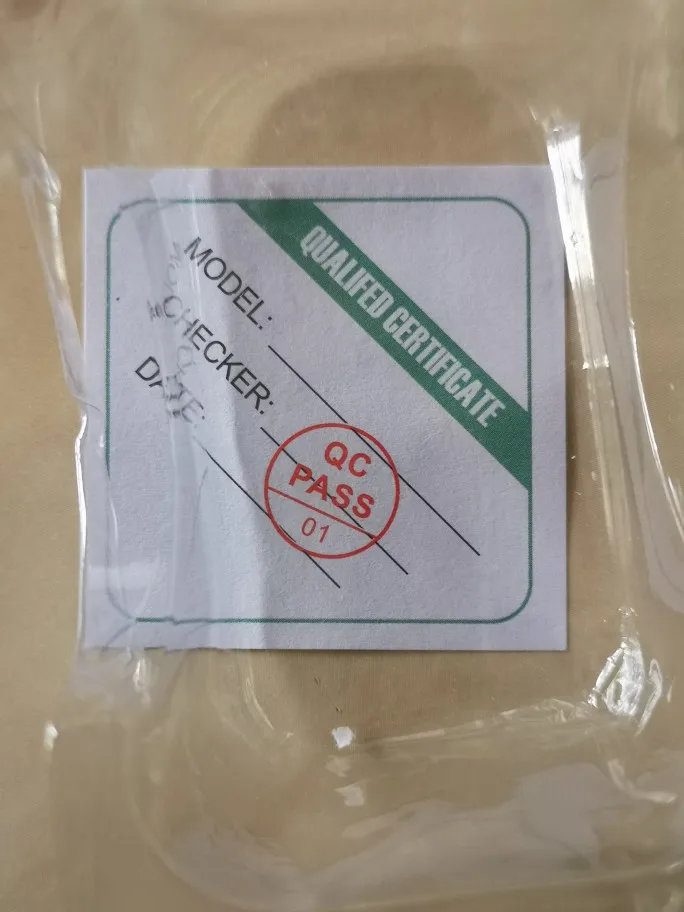 QUALIFED CERTIFICATE
MODEL:
CHECKER:
DATE:
QC
PASS
01